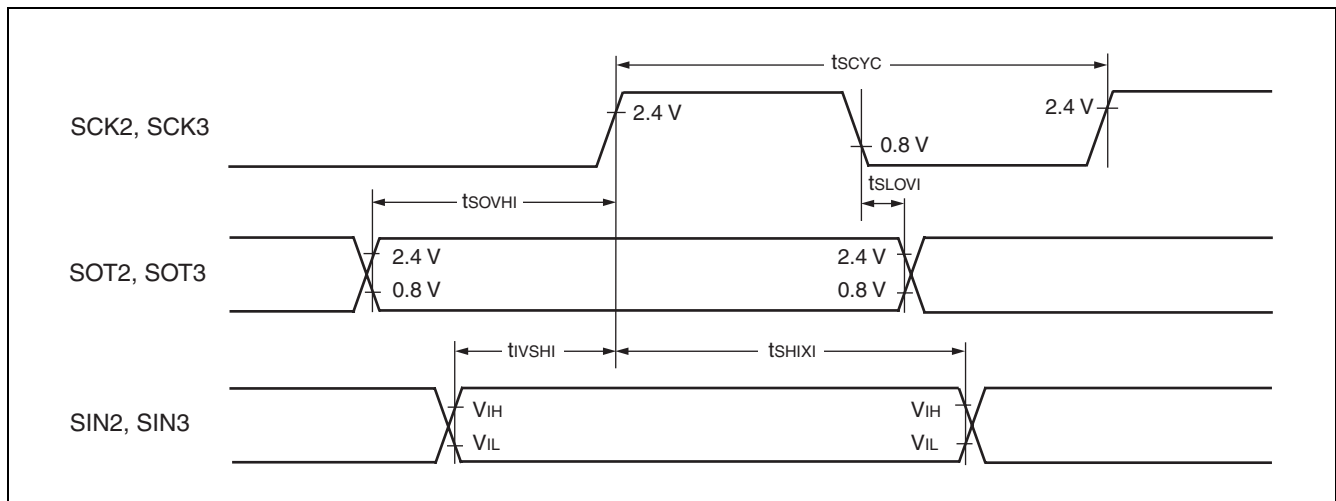 tSCYC
SCK2, SCK3
2.4 V
0.8 V
2.4 V
tSOVHI
tSLOVI
SOT2, SOT3
2.4 V
2.4 V
0.8 V
0.8 V
tIVSHI
tSHIXI
SIN2, SIN3
VIH
VIH
VIL
VIL